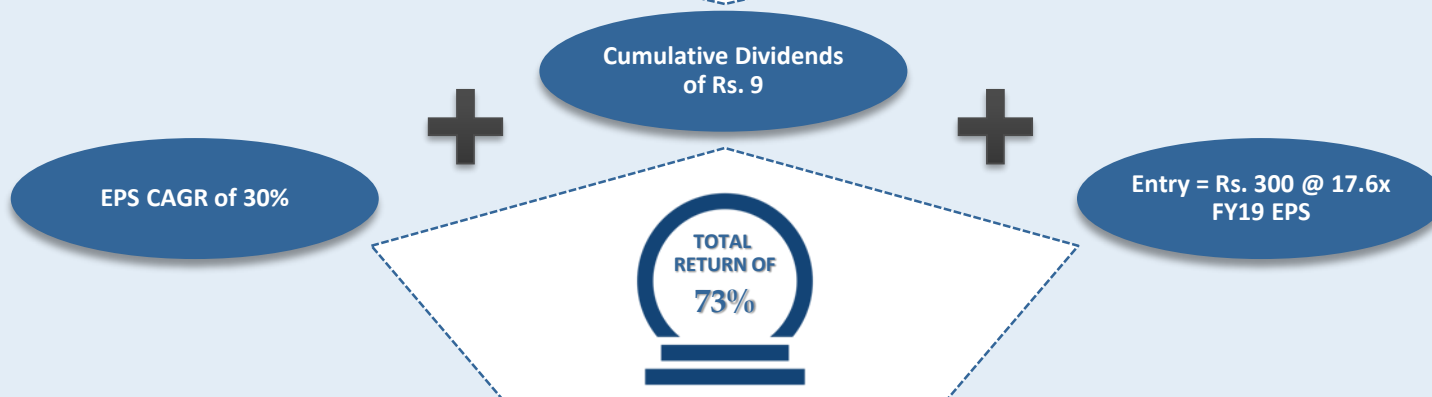 Cumulative Dividends
of Rs. 9
EPS CAGR of 30%
Entry = Rs. 300 @ 17.6x
FY19 EPS
TOTAL
RETURN OF
73%